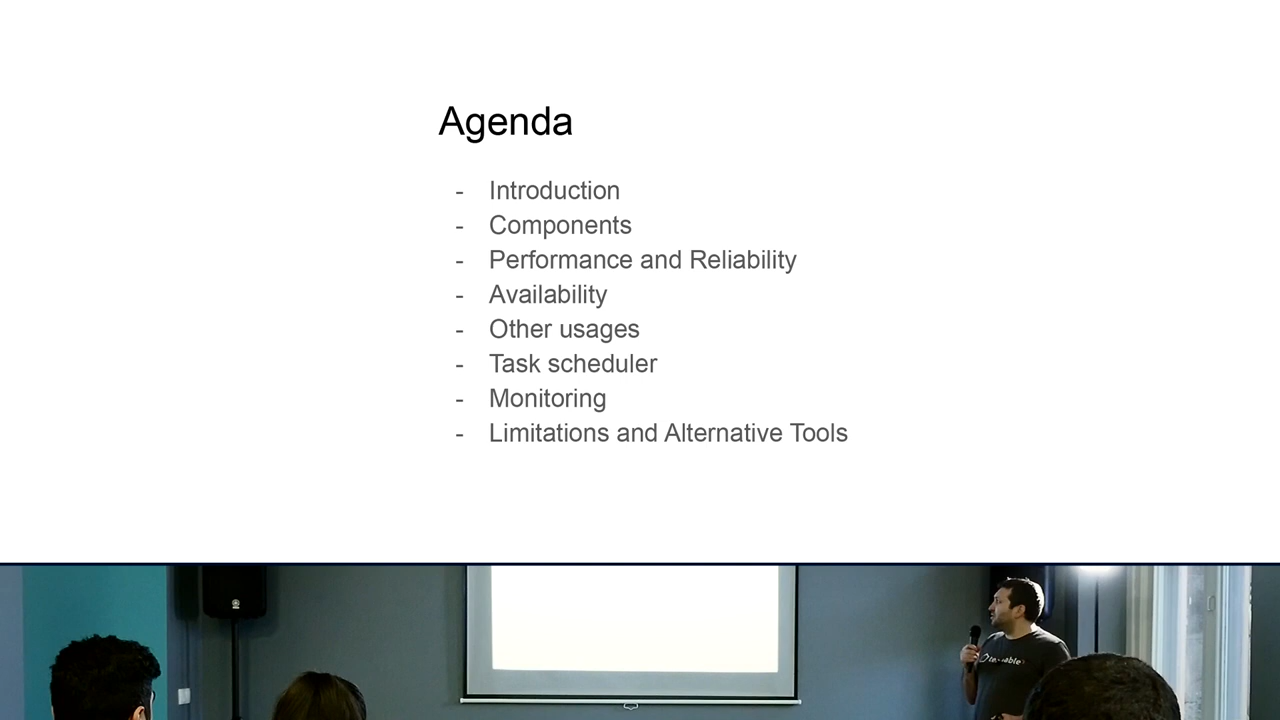 Agenda
- Introduction
- Components
- Performance and Reliability
- Availability
- Other usages
- Task scheduler
- Monitoring
- Limitations and Alternative Tools